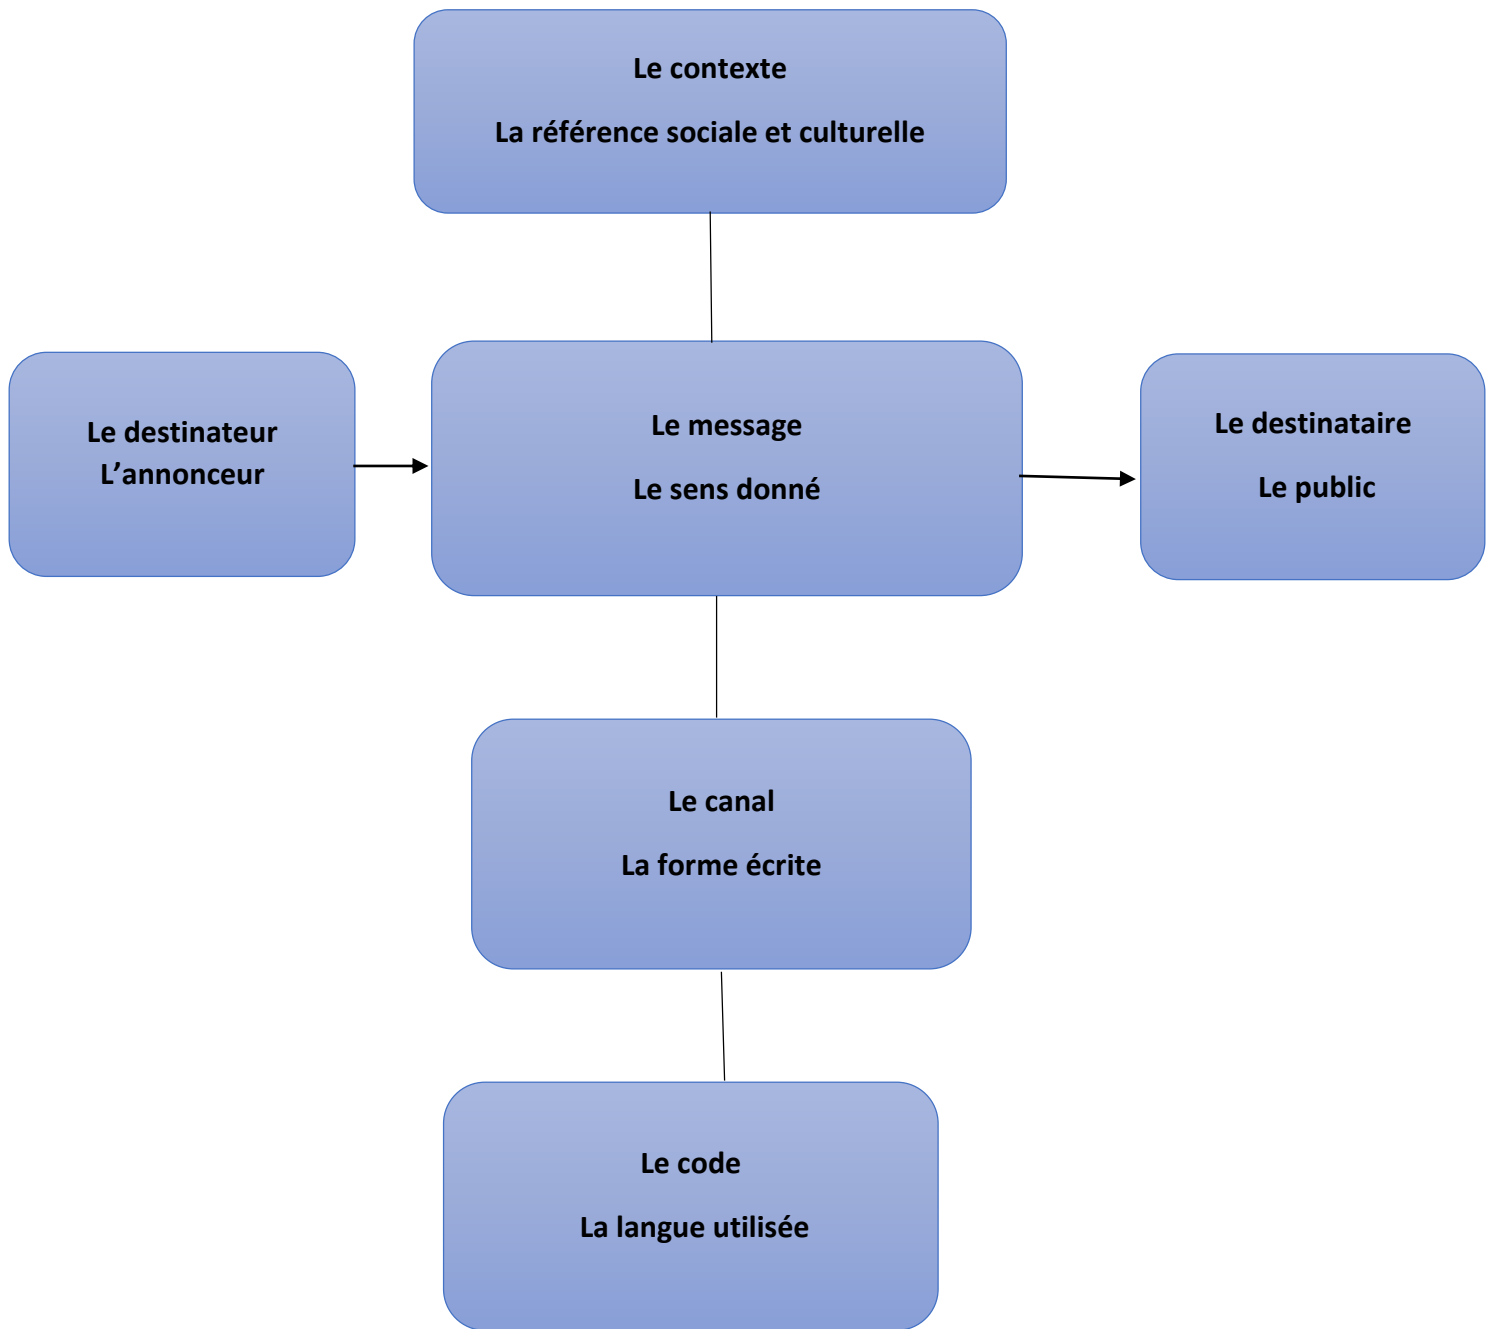 Le contexte
La référence sociale et culturelle
Le destinateur
L’annonceur
Le message
Le sens donné
Le destinataire
Le public
Le canal
La forme écrite
Le code
La langue utilisée